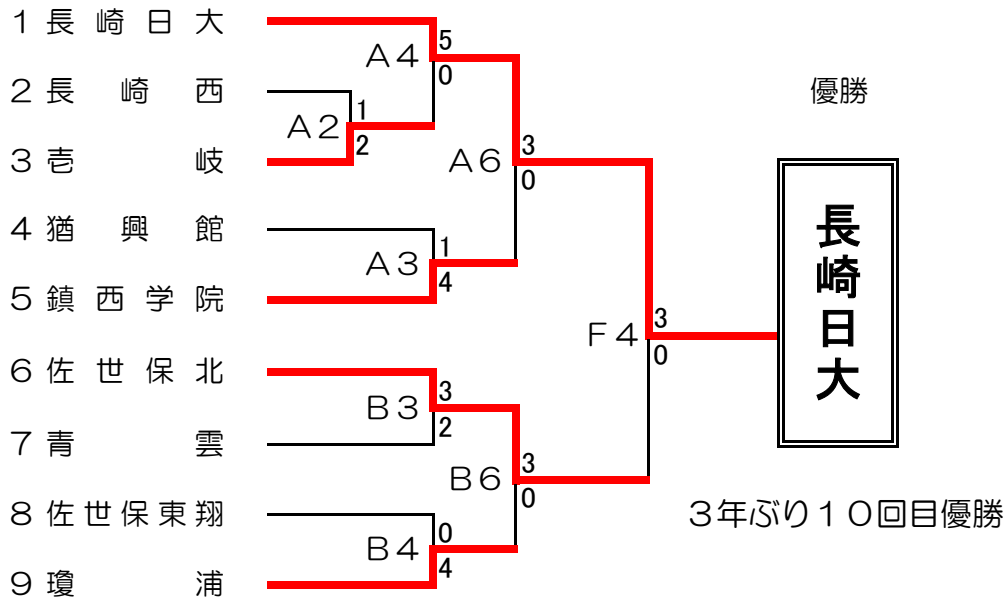 1 長崎日大
2 長崎西
3 壱岐
4 猶興館
5 鎮西学院
6 佐世保北
7 青雲
8 佐世保東翔
9 瓊浦
A4
5
0
A2
1
2
A6
3
0
A3
1
4
F4
3
0
B3
3
2
B6
3
0
B4
0
4
優勝
長崎日大
3年ぶり10回目優勝